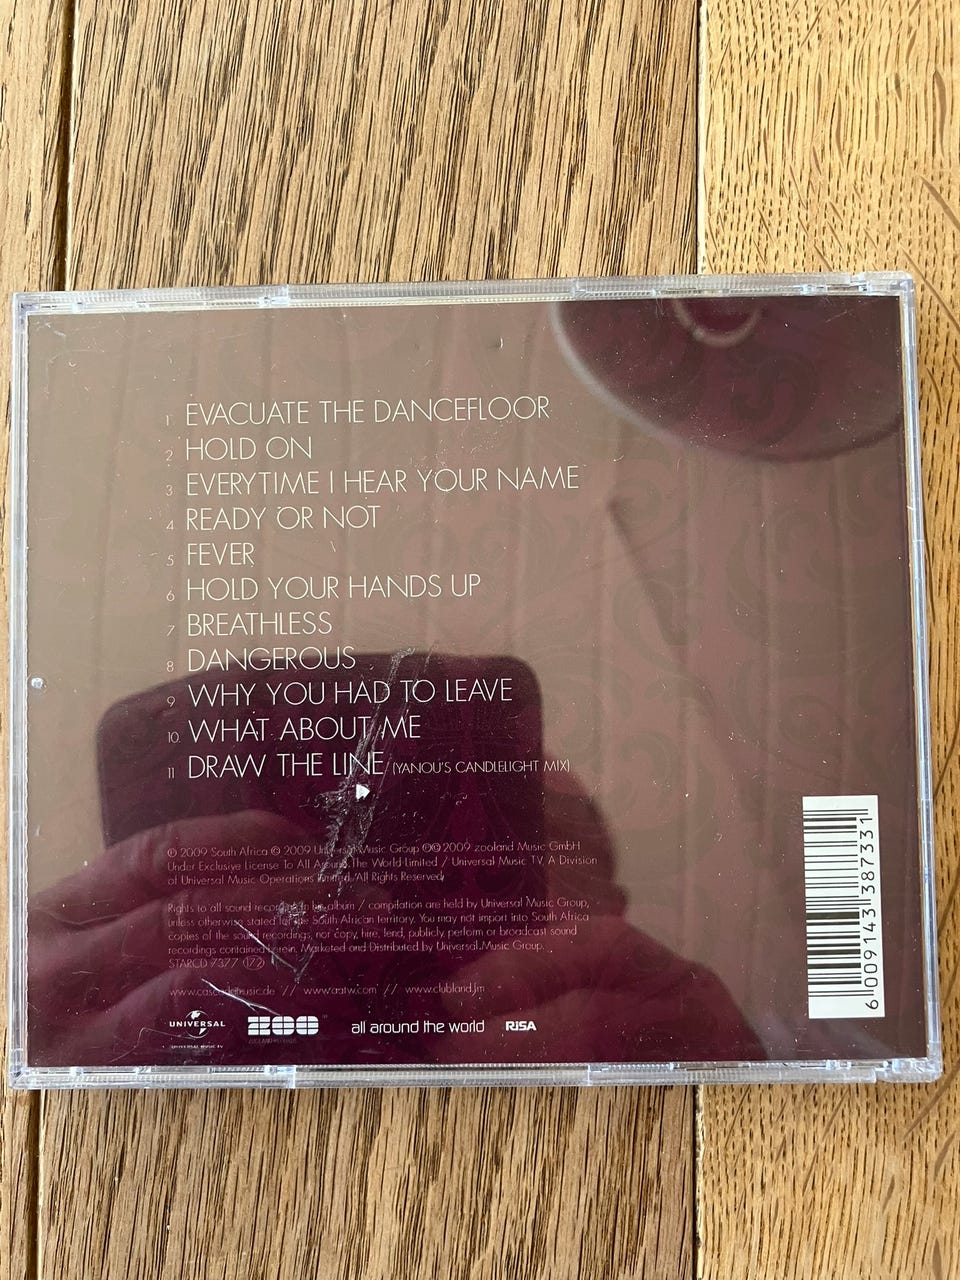 1 EVACUATE THE DANCEFLOOR
2 HOLD ON
3 EVERYTIME I HEAR YOUR NAME
4 READY OR NOT
5 FEVER
6 HOLD YOUR HANDS UP
7 BREATHLESS
8 DANGEROUS
9 WHY YOU HAD TO LEAVE
10. WHAT ABOUT ME
11 DRAW THE LINE (YANOU'S CANDLELIGHT MIX)
℗ 2009 South Africa © 2009 Universal Music Group ℗© 2009 zooland Music GmbH
Under Exclusive License To All Around The World Limited / Universal Music TV, A Division
of Universal Music Operations Limited. All Rights Reserved
Rights to all sound recordings in the album / compilation are held by Universal Music Group,
unless otherwise stated for the South African territory. You may not import into South Africa
copies of the sound recordings, nor copy, hire, lend, publicly, perform or broadcast sound
recordings contained herein. Marketed and Distributed by Universal Music Group.
STARCD 7377 (172)
www.cascadamusic.de // www.aatw.com // www.clubland.fm
UNIVERSAL ZOO all around the world RISA
UNIVERSAL MUSIC TV
6 009143 387331